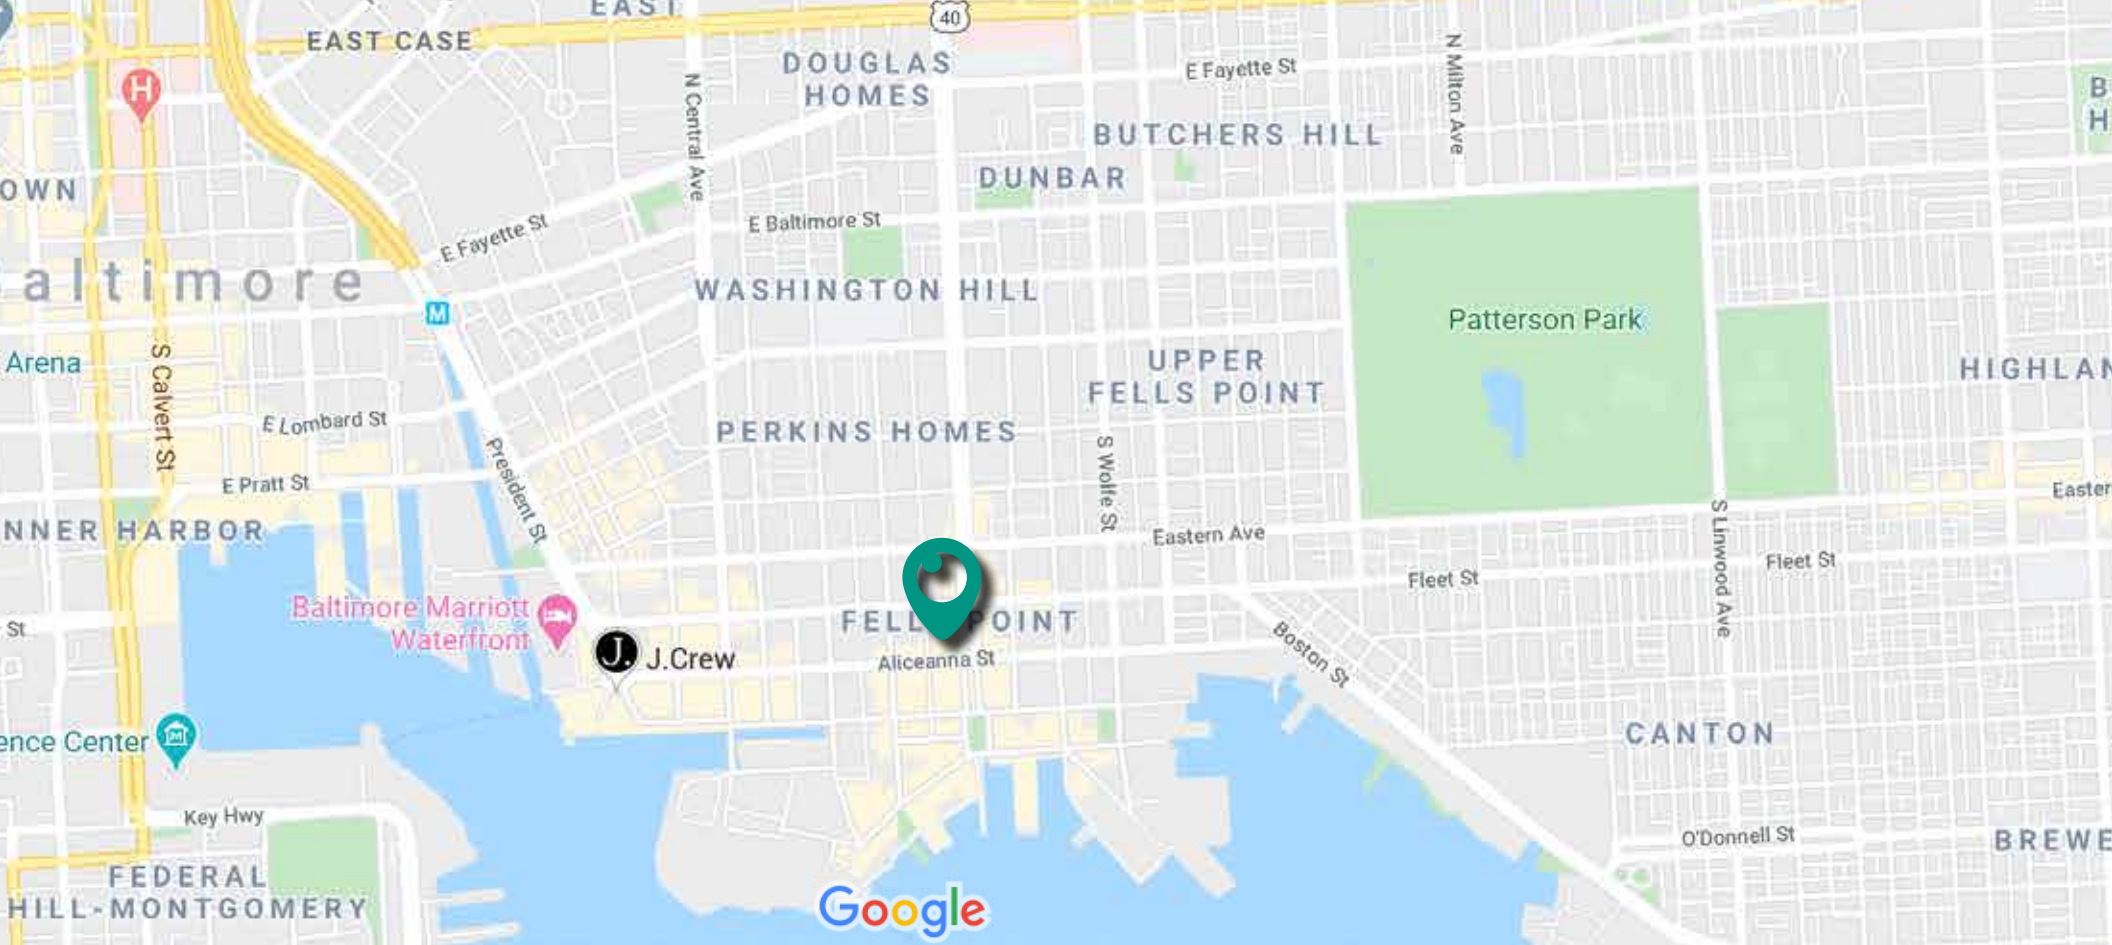 EAST
40
EAST CASE
DOUGLAS
HOMES
E Fayette St
N Milton Ave
H
N Central Ave
BUTCHERS HILL
DUNBAR
B
H
OWN
E Baltimore St
E Fayette St
altimore
WASHINGTON HILL
M
Patterson Park
Arena
S Calvert St
UPPER
FELLS POINT
HIGHLAN
E Lombard St
PERKINS HOMES
President St
S Wolfe St
E Pratt St
Easter
NNER HARBOR
Eastern Ave
S Linwood Ave
Fleet St
Fleet St
Baltimore Marriott
Waterfront
St
FELL POINT
J. J.Crew
Aliceanna St
Boston St
ence Center
CANTON
Key Hwy
O'Donnell St
BREWE
FEDERAL
HILL-MONTGOMERY
Google